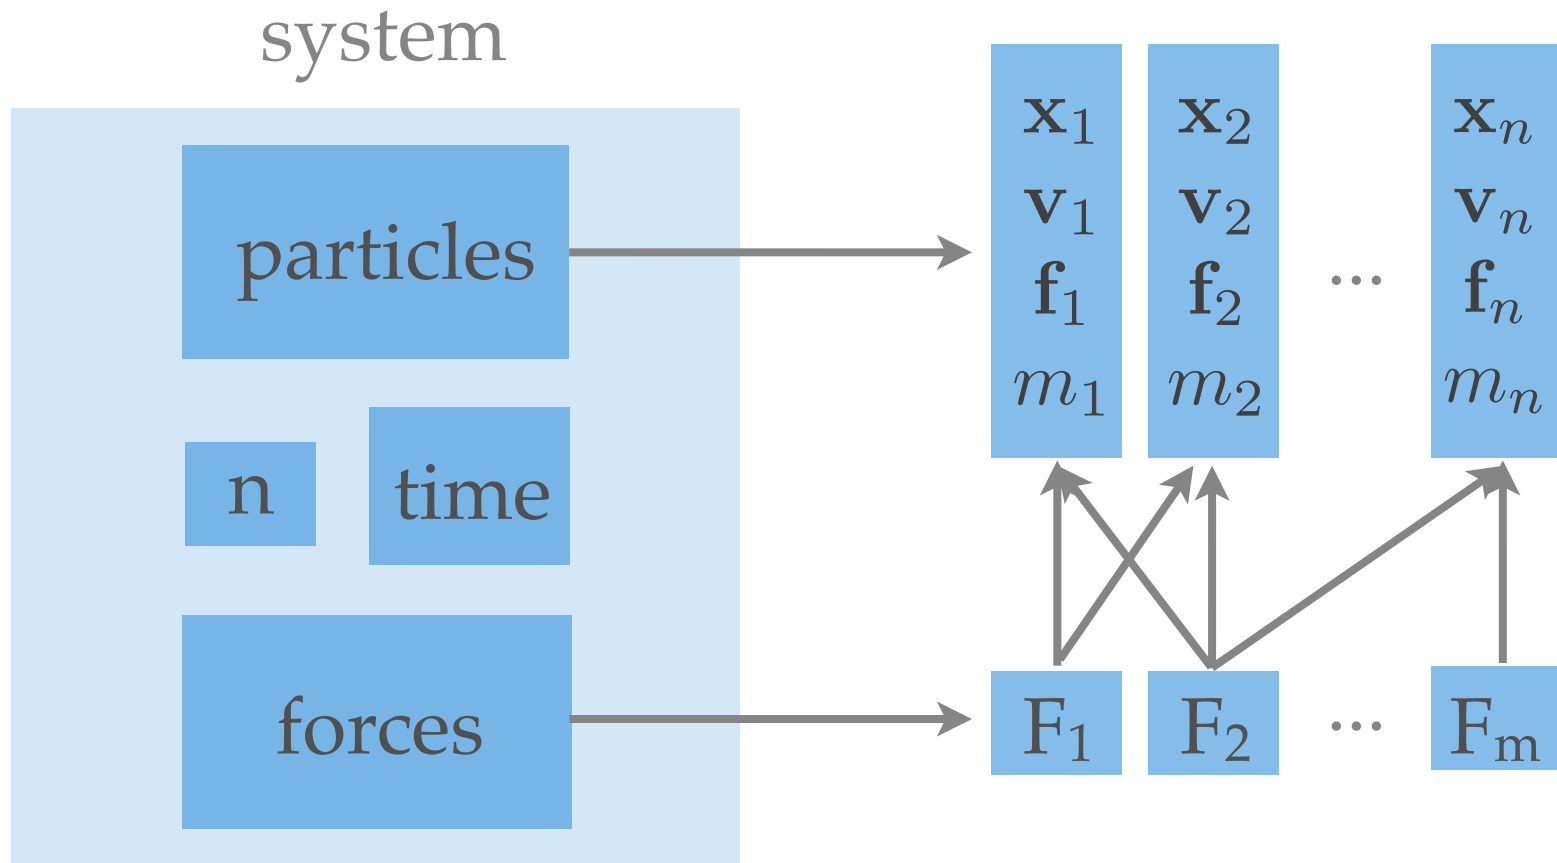 system
particles
n
time
forces
x₁ x₂ xₙ
v₁ v₂ vₙ
f₁ f₂ ... fₙ
m₁ m₂ mₙ
F₁ F₂ ... Fₘ